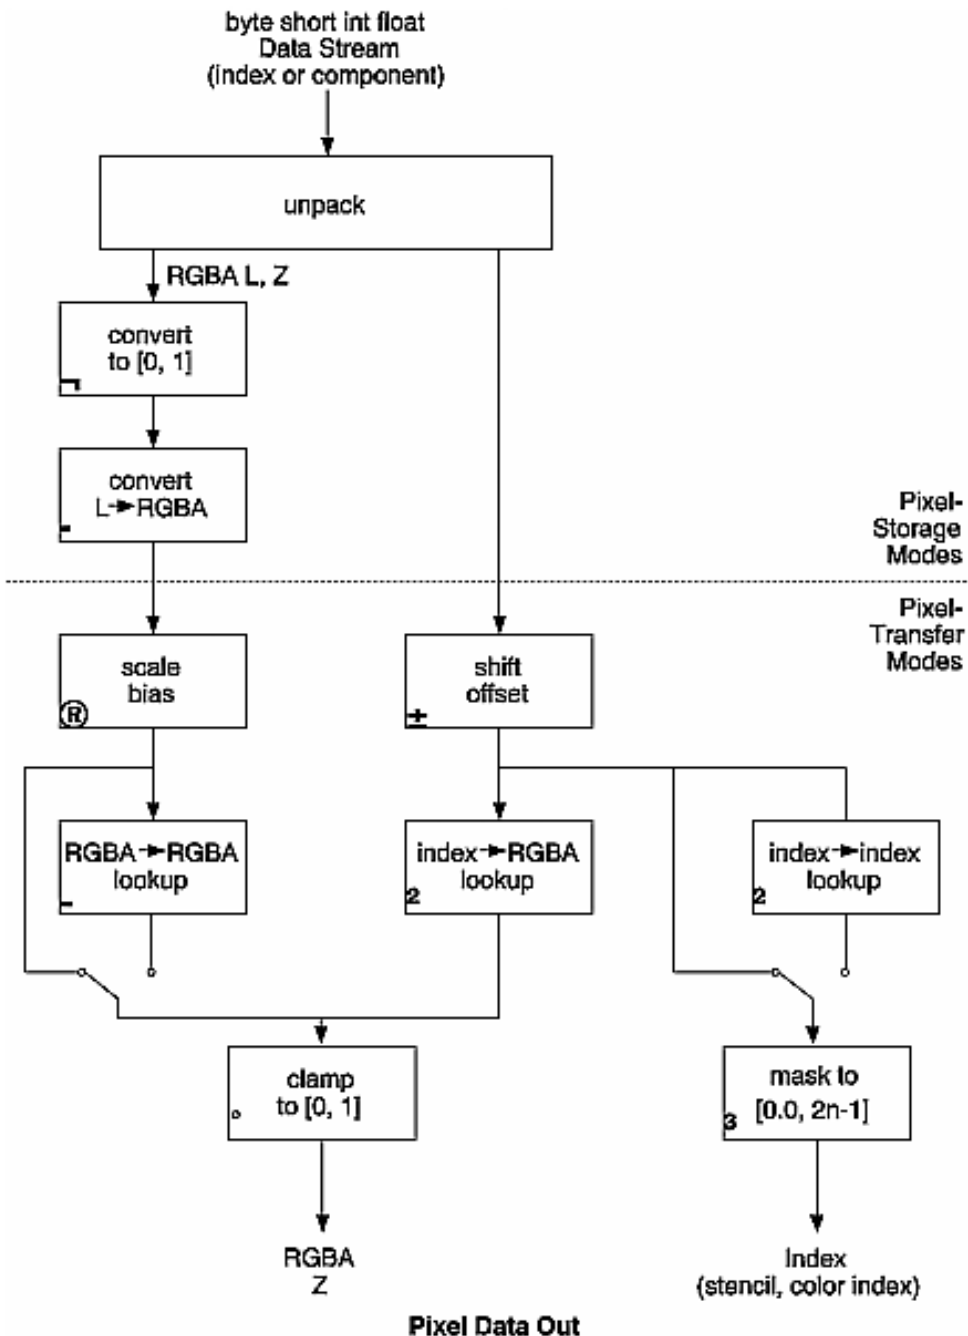 byte short int float
Data Stream
(index or component)
unpack
RGBA L, Z
convert
to [0, 1]
¬
convert
L→RGBA
-
Pixel-
Storage
Modes
Pixel-
Transfer
Modes
scale
bias
®
shift
offset
±
RGBA→RGBA
lookup
-
index→RGBA
lookup
2
index→index
lookup
2
clamp
to [0, 1]
°
mask to
[0.0, 2n-1]
3
RGBA
Z
Index
(stencil, color index)
Pixel Data Out